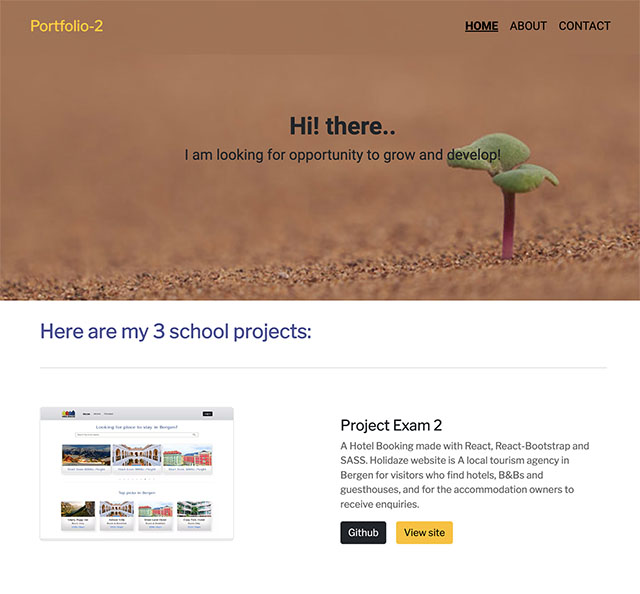 Portfolio-2
HOME ABOUT CONTACT
Hi! there..
I am looking for opportunity to grow and develop!
Here are my 3 school projects:
Looking for place to stay in Bergen?
Top picks in Bergen
Project Exam 2
A Hotel Booking made with React, React-Bootstrap and
SASS. Holidaze website is A local tourism agency in
Bergen for visitors who find hotels, B&Bs and
guesthouses, and for the accommodation owners to
receive enquiries.
Github View site